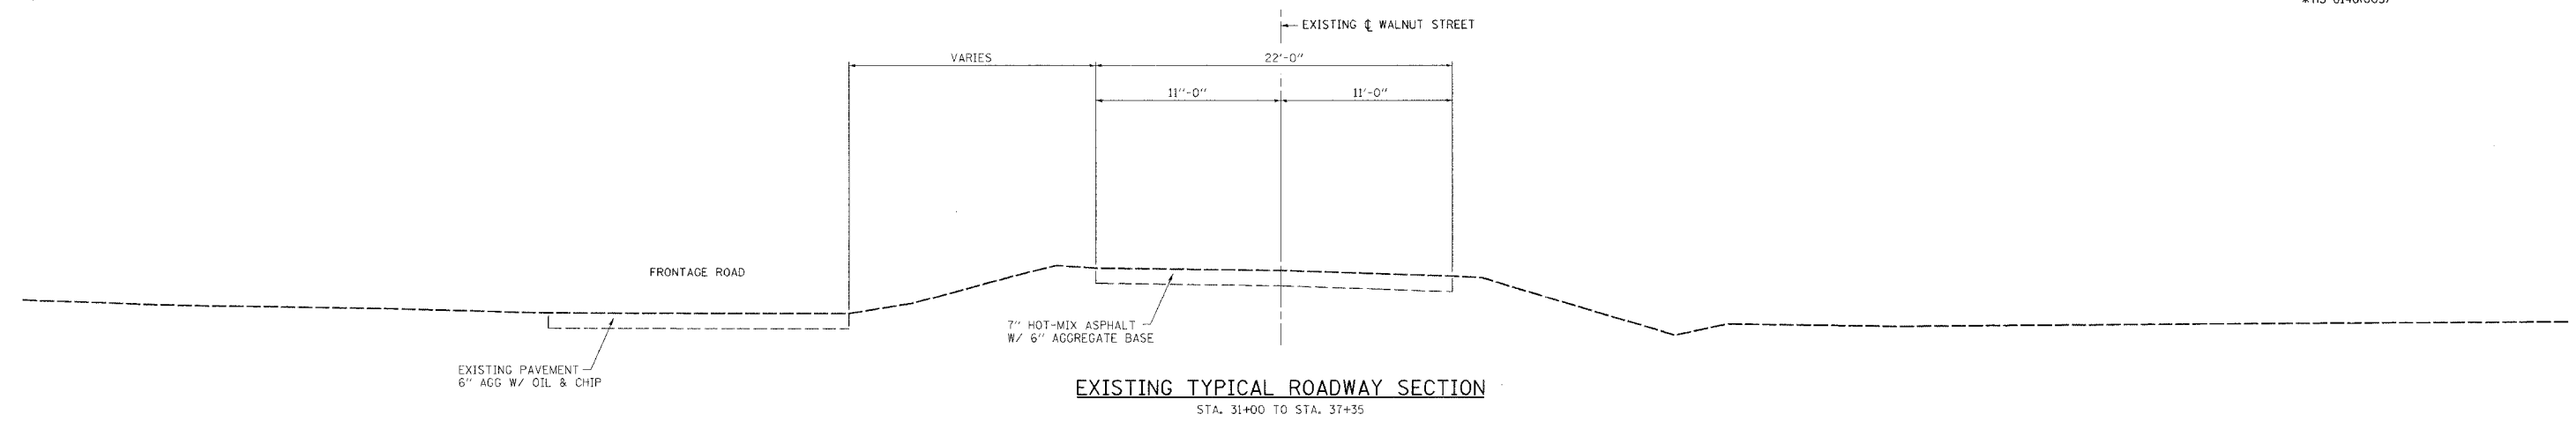 EXISTING ℄ WALNUT STREET
VARIES
22'-0"
11''-0"
11'-0"
FRONTAGE ROAD
7" HOT-MIX ASPHALT
W/ 6" AGGREGATE BASE
EXISTING PAVEMENT
6" AGG W/ OIL & CHIP
EXISTING TYPICAL ROADWAY SECTION
STA. 31+00 TO STA. 37+35